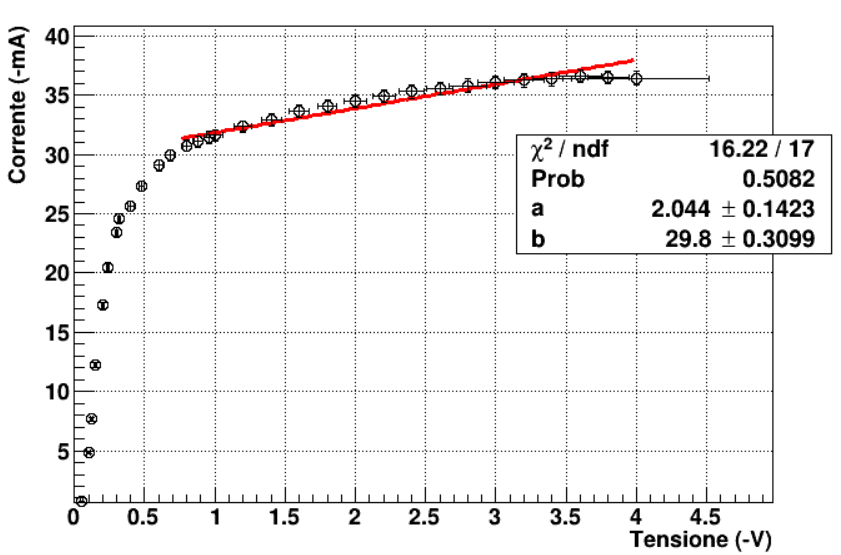 Corrente (-mA)
40
35
30
25
20
15
10
5
χ² / ndf 16.22 / 17
Prob 0.5082
a 2.044 ± 0.1423
b 29.8 ± 0.3099
0 0.5 1 1.5 2 2.5 3 3.5 4 4.5
Tensione (-V)